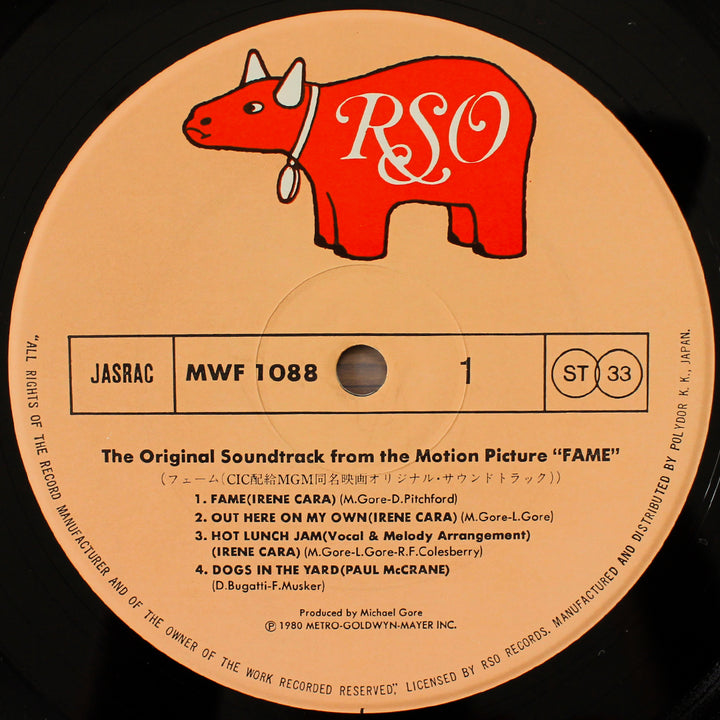 RSO
JASRAC
MWF 1088
1
ST 33
The Original Soundtrack from the Motion Picture "FAME"
(フェーム(CIC配給MGM同名映画オリジナル・サウンドトラック))
1. FAME(IRENE CARA) (M.Gore-D.Pitchford)
2. OUT HERE ON MY OWN(IRENE CARA) (M.Gore-L.Gore)
3. HOT LUNCH JAM(Vocal & Melody Arrangement)
(IRENE CARA) (M.Gore-L.Gore-R.F.Colesberry)
4. DOGS IN THE YARD(PAUL McCRANE)
(D.Bugatti-F.Musker)
Produced by Michael Gore
℗ 1980 METRO-GOLDWYN-MAYER INC.
"ALL RIGHTS OF THE RECORD MANUFACTURER AND OF THE OWNER OF THE WORK RECORDED RESERVED," LICENSED BY RSO RECORDS. MANUFACTURED AND DISTRIBUTED BY POLYDOR K. K., JAPAN.